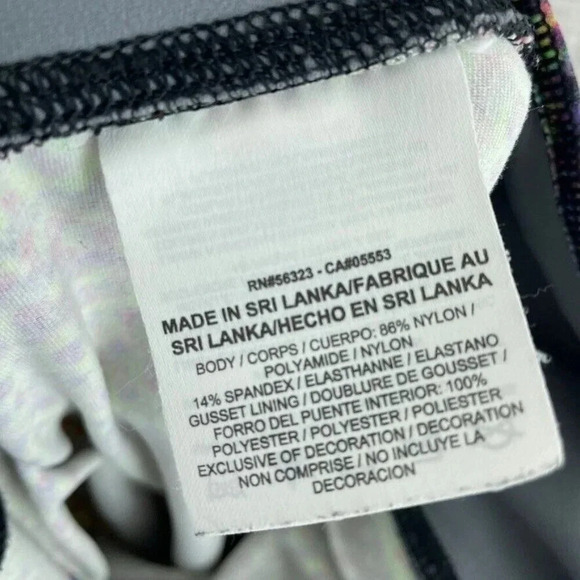 RN#56323 - CA#05553
MADE IN SRI LANKA/FABRIQUE AU
SRI LANKA/HECHO EN SRI LANKA
BODY / CORPS / CUERPO: 86% NYLON /
POLYAMIDE / NYLON
14% SPANDEX / ELASTHANNE / ELASTANO
GUSSET LINING / DOUBLURE DE GOUSSET /
FORRO DEL PUENTE INTERIOR: 100%
POLYESTER / POLYESTER / POLIESTER
EXCLUSIVE OF DECORATION / DECORATION
NON COMPRISE / NO INCLUYE LA
DECORACION